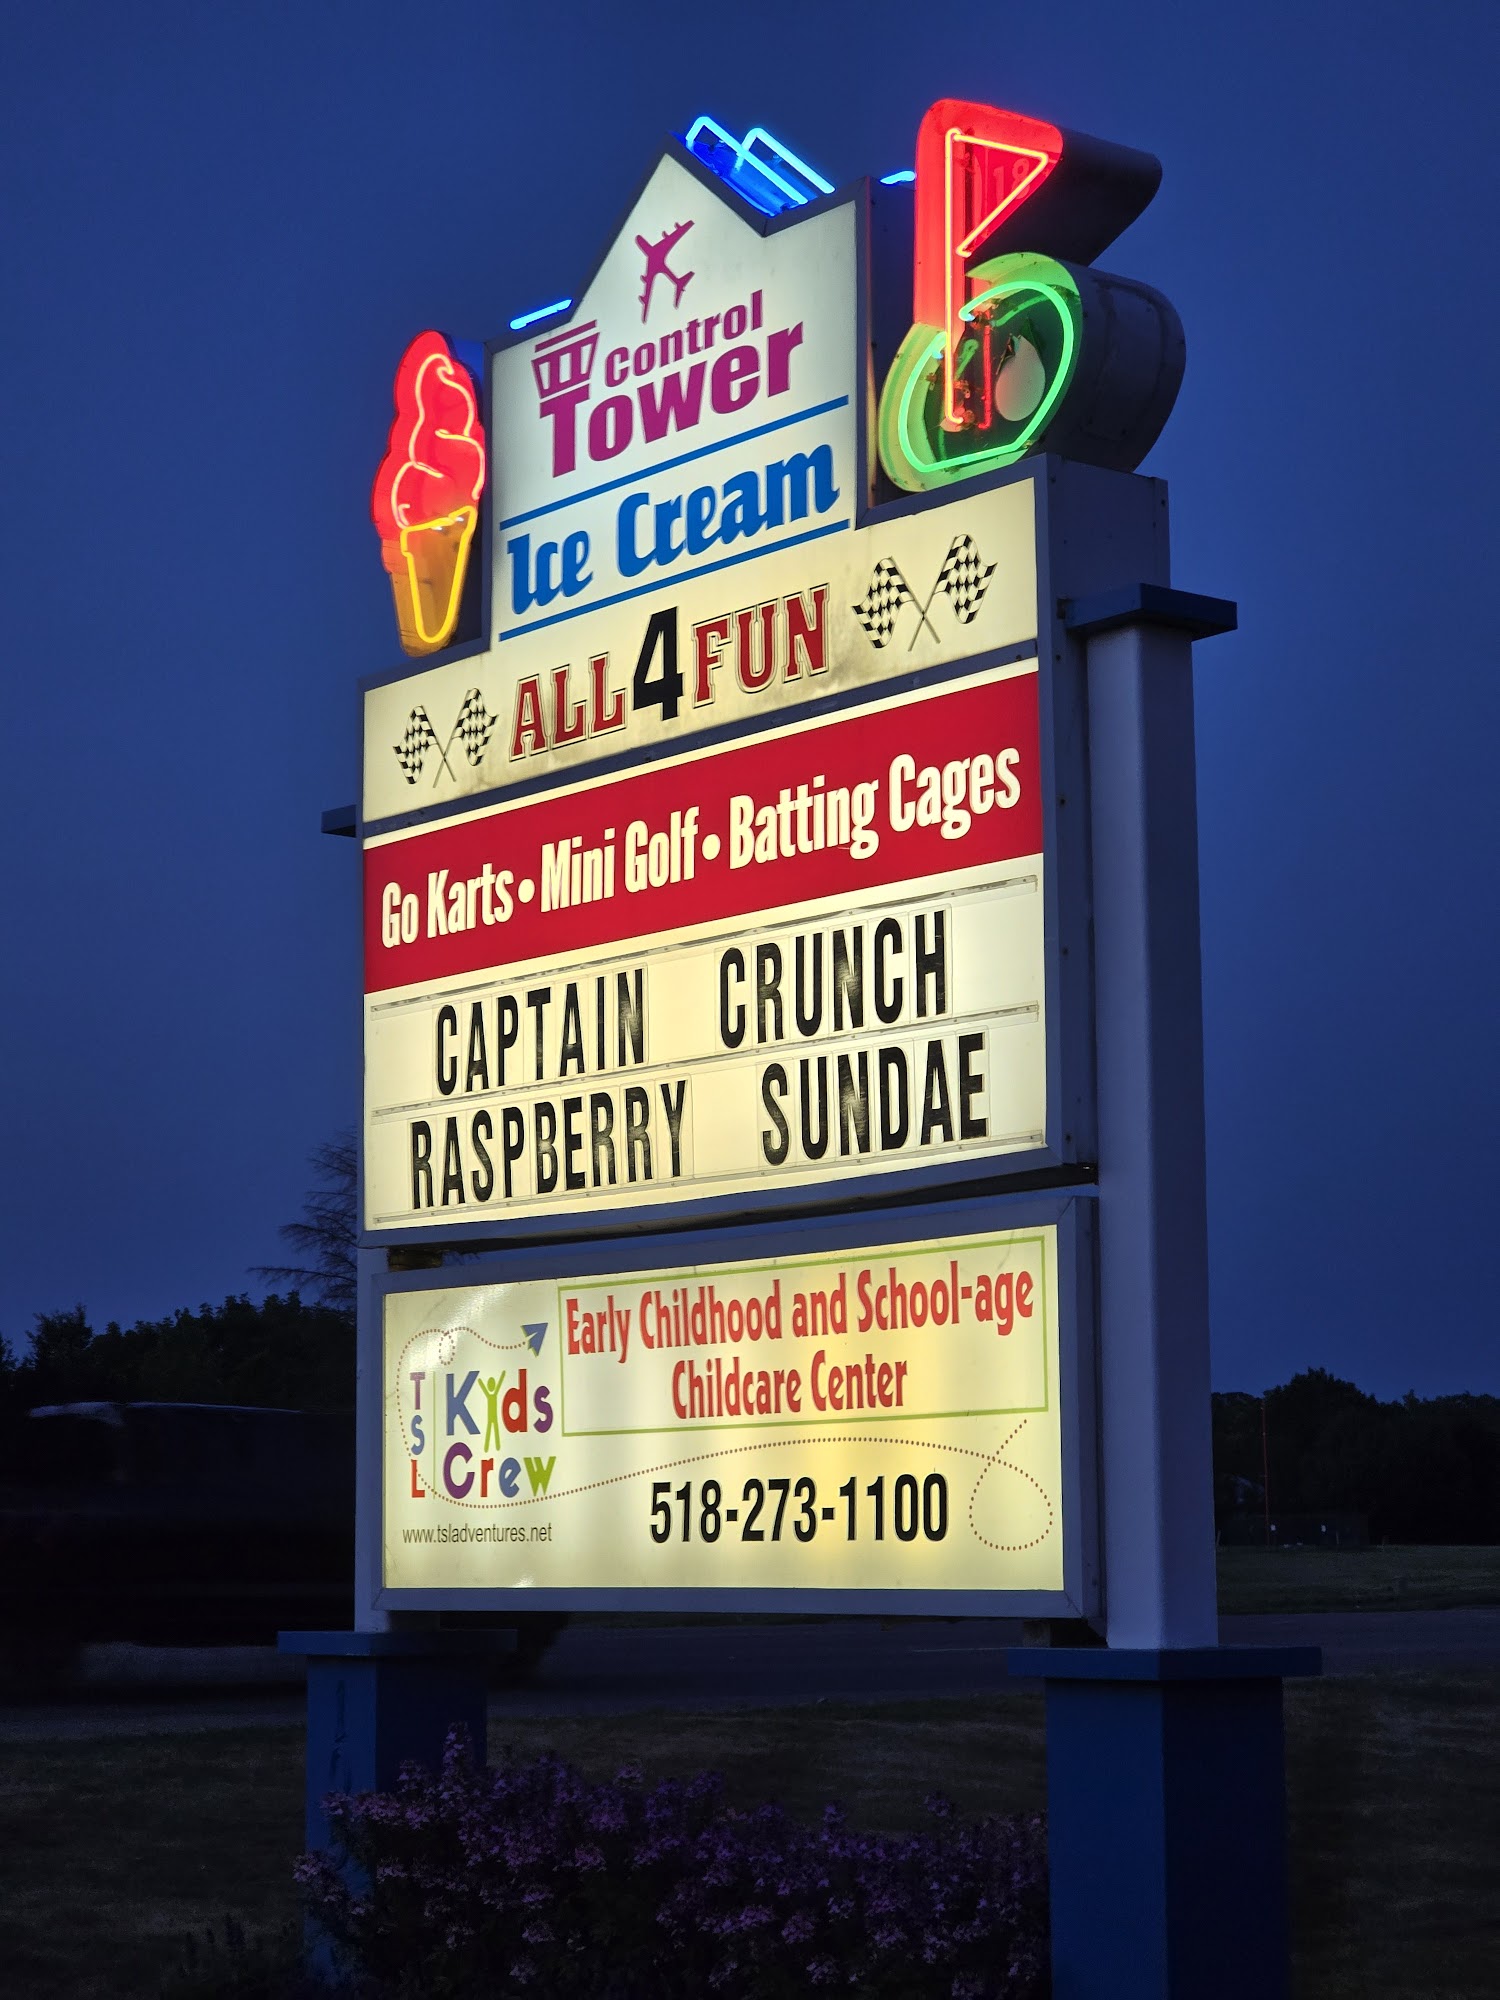 18
Control
Tower
Ice Cream
ALL4FUN
Go Karts • Mini Golf • Batting Cages
CAPTAIN CRUNCH
RASPBERRY SUNDAE
Early Childhood and School-age
Childcare Center
TSL
Kids
Crew
www.tsladventures.net
518-273-1100